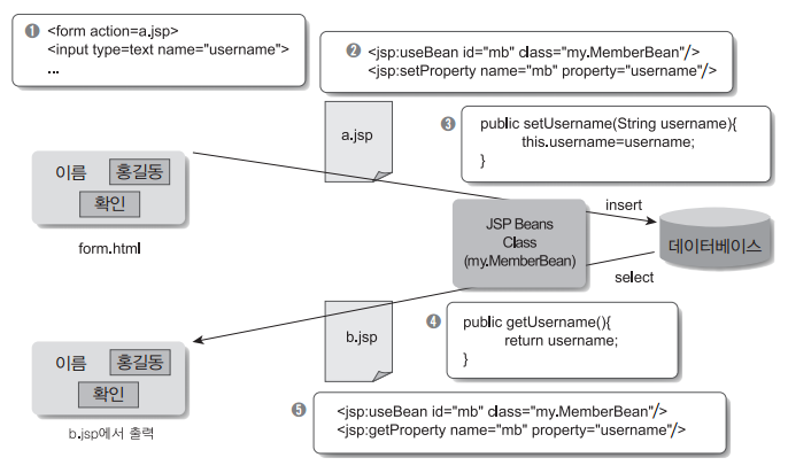 ❶ <form action=a.jsp>
<input type=text name="username">
...
❷ <jsp:useBean id="mb" class="my.MemberBean"/>
<jsp:setProperty name="mb" property="username"/>
a.jsp
❸ public setUsername(String username){
this.username=username;
}
이름 홍길동
확인
form.html
JSP Beans
Class
(my.MemberBean)
insert
데이터베이스
select
b.jsp
❹ public getUsername(){
return username;
}
이름 홍길동
확인
b.jsp에서 출력
❺ <jsp:useBean id="mb" class="my.MemberBean"/>
<jsp:getProperty name="mb" property="username"/>